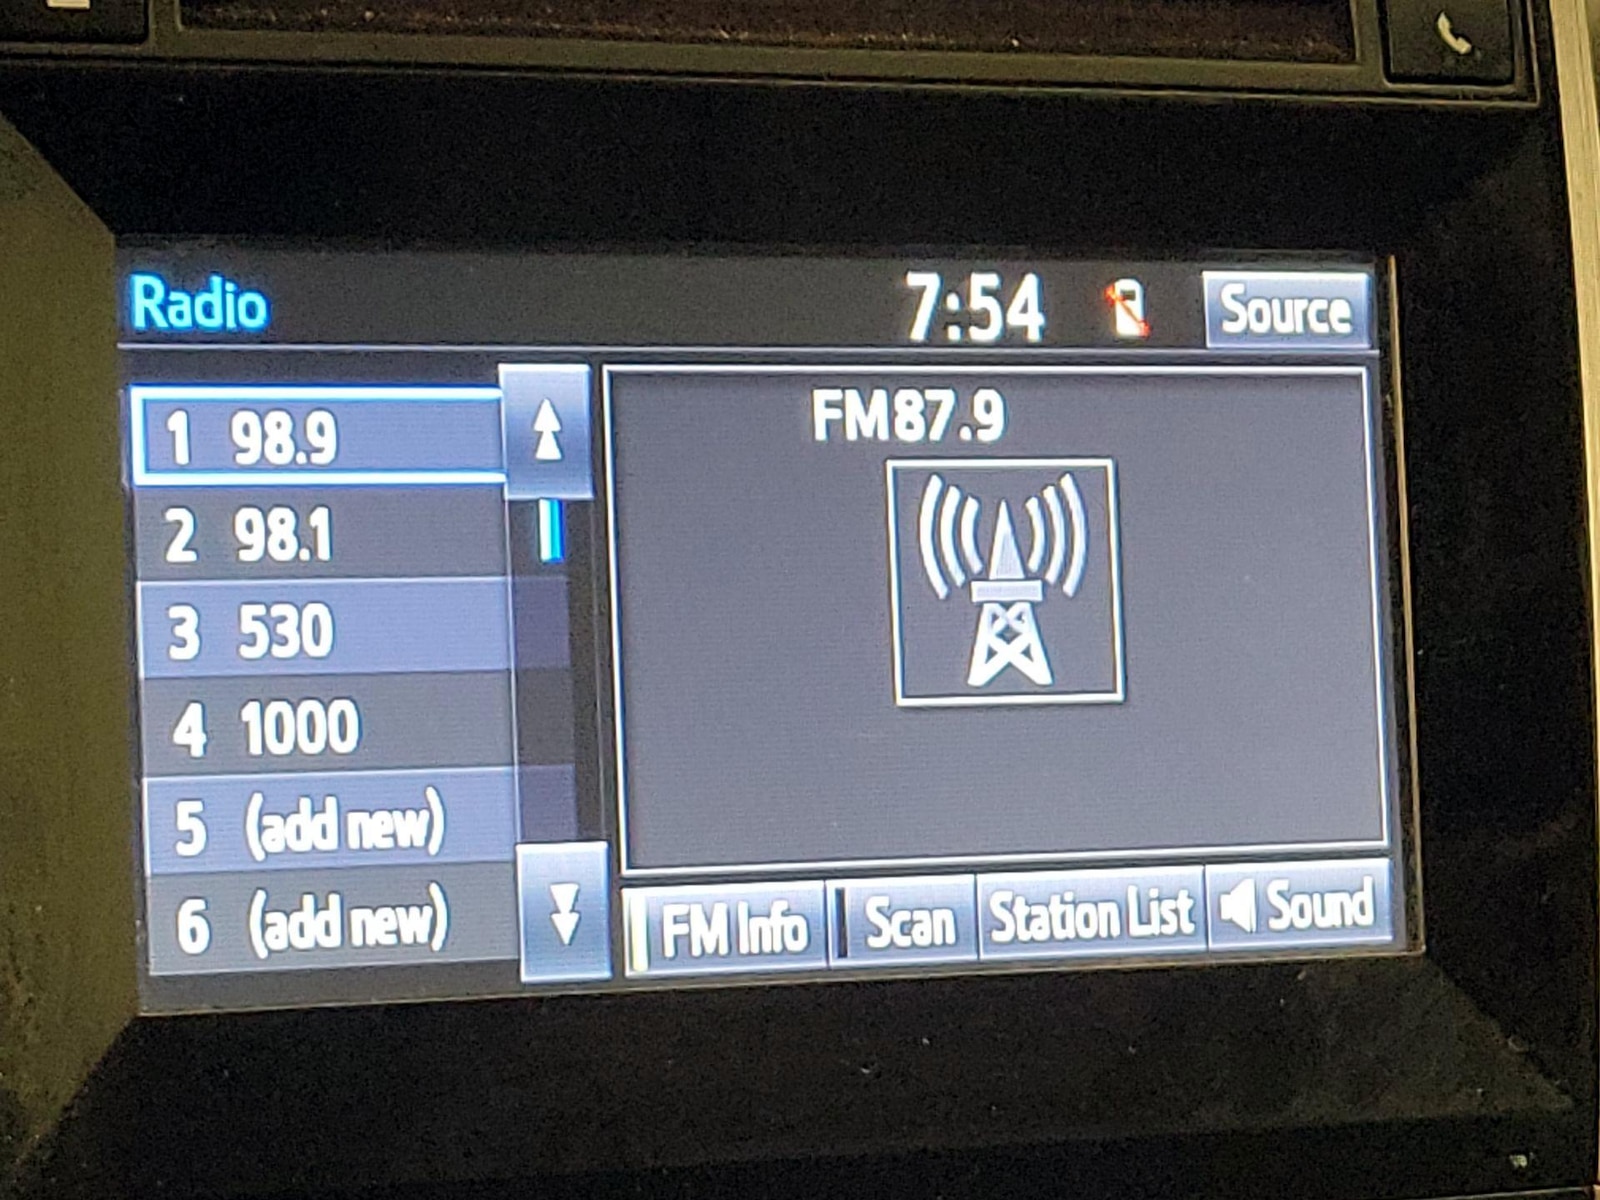 Radio 7:54 Source
1 98.9
2 98.1
3 530
4 1000
5 (add new)
6 (add new)
FM87.9
FM Info Scan Station List Sound